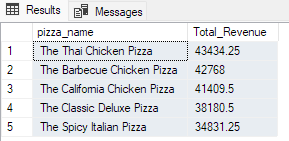 Results Messages
pizza_name Total_Revenue
1 The Thai Chicken Pizza 43434.25
2 The Barbecue Chicken Pizza 42768
3 The California Chicken Pizza 41409.5
4 The Classic Deluxe Pizza 38180.5
5 The Spicy Italian Pizza 34831.25